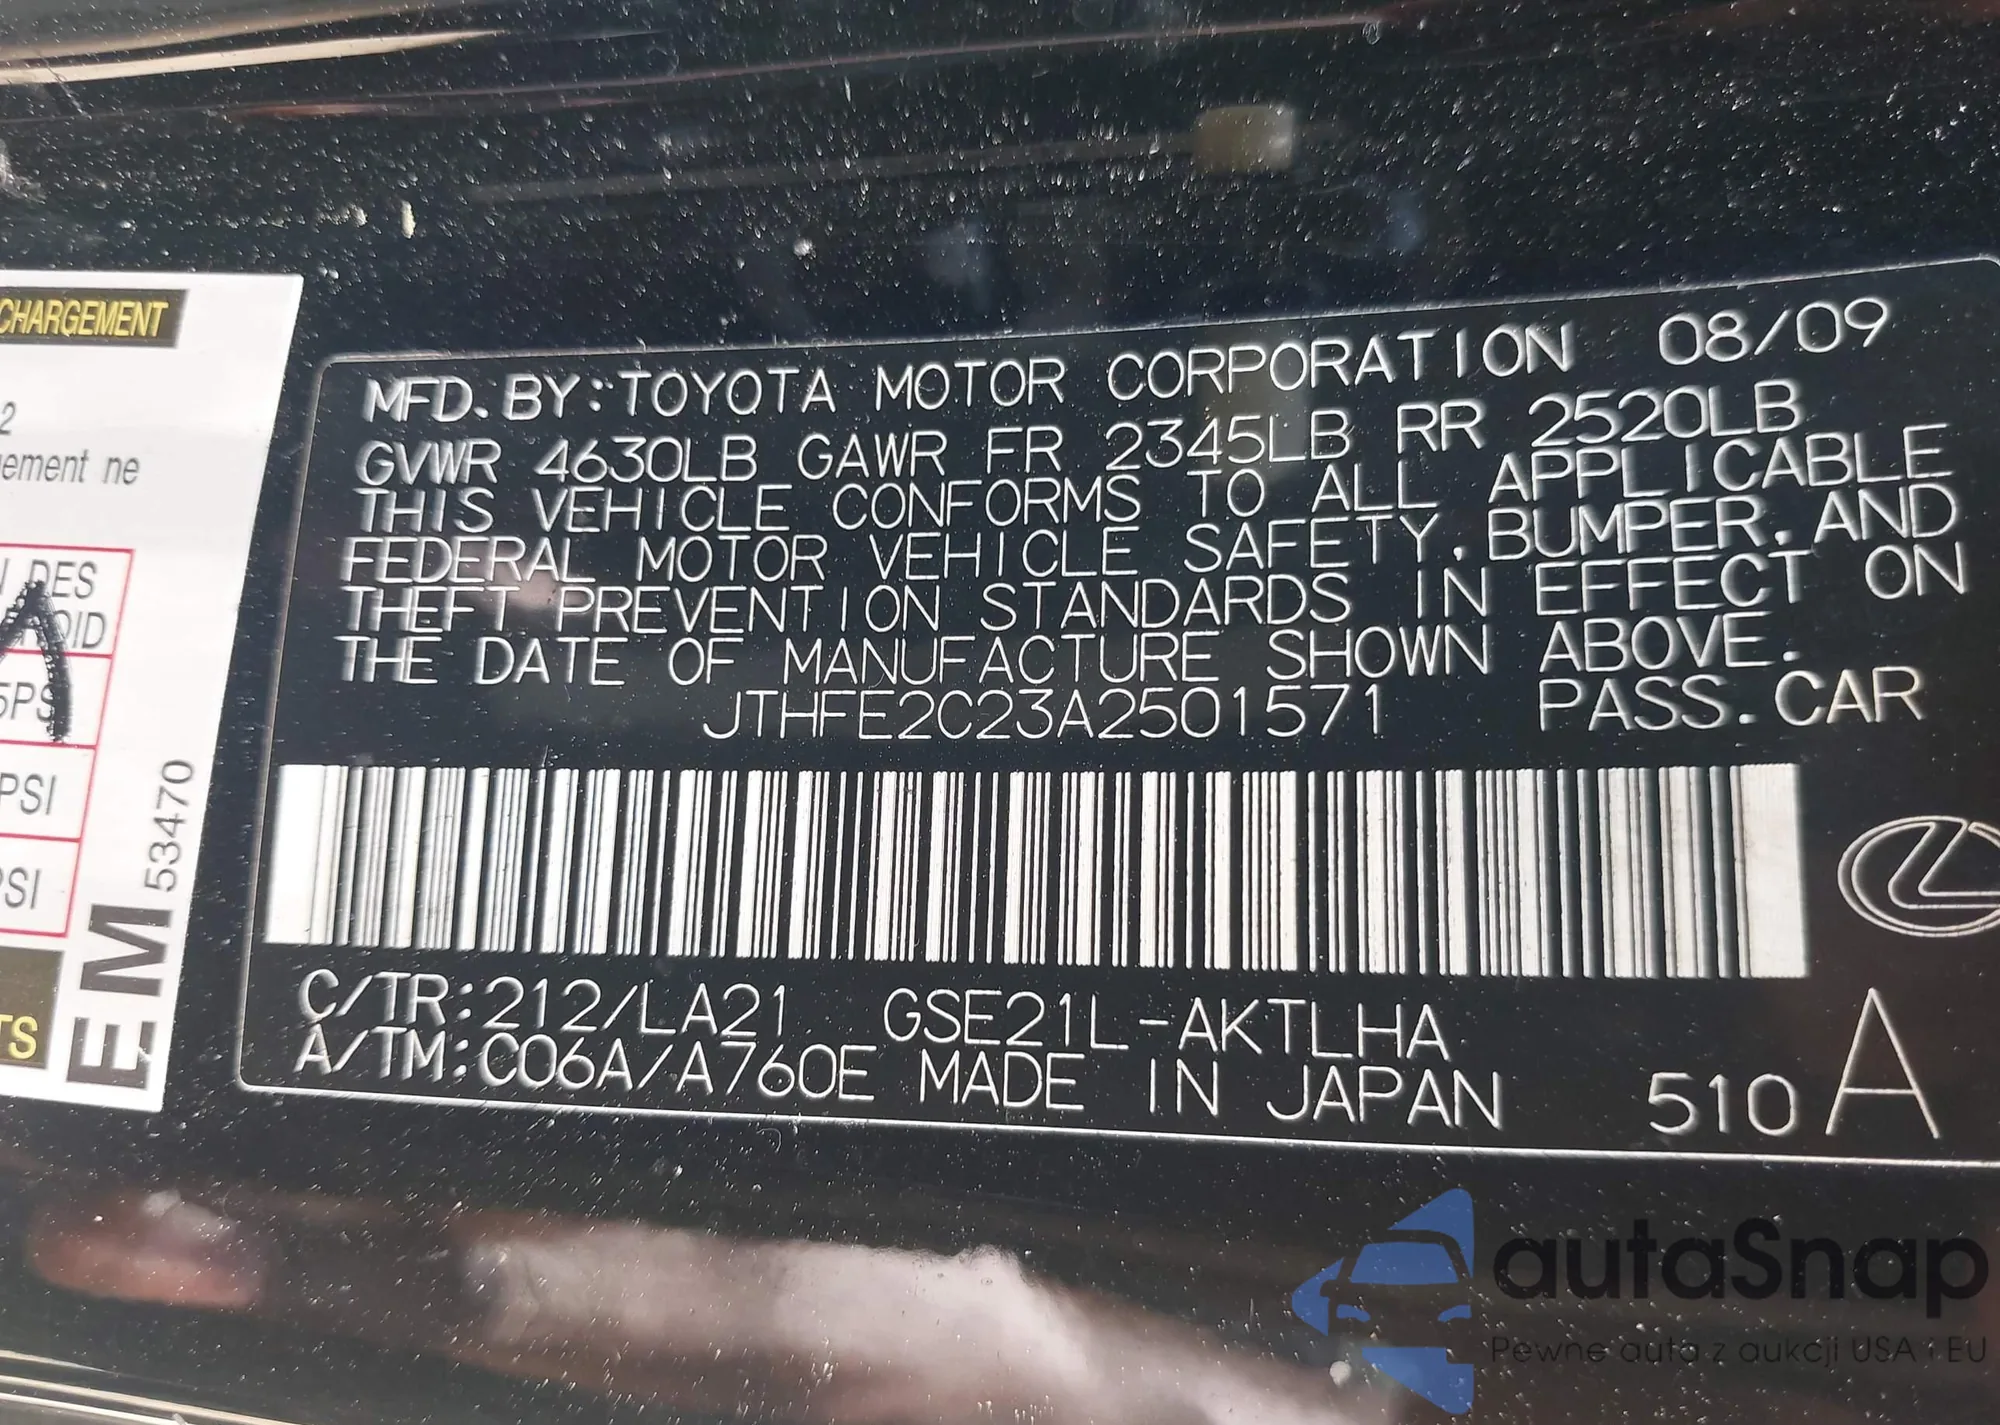 CHARGEMENT
2
ement ne
DES
OID
5PSI
PSI
PSI
TS
EM 53470
MFD. BY: TOYOTA MOTOR CORPORATION 08/09
GVWR 4630LB GAWR FR 2345LB RR 2520LB
THIS VEHICLE CONFORMS TO ALL APPLICABLE
FEDERAL MOTOR VEHICLE SAFETY, BUMPER, AND
THEFT PREVENTION STANDARDS IN EFFECT ON
THE DATE OF MANUFACTURE SHOWN ABOVE.
JTHFE2C23A2501571 PASS. CAR
C/TR: 212/LA21 GSE21L-AKTLHA
A/TM: C06A/A760E MADE IN JAPAN 510 A
autaSnap
Pewne auta z aukcji USA i EU